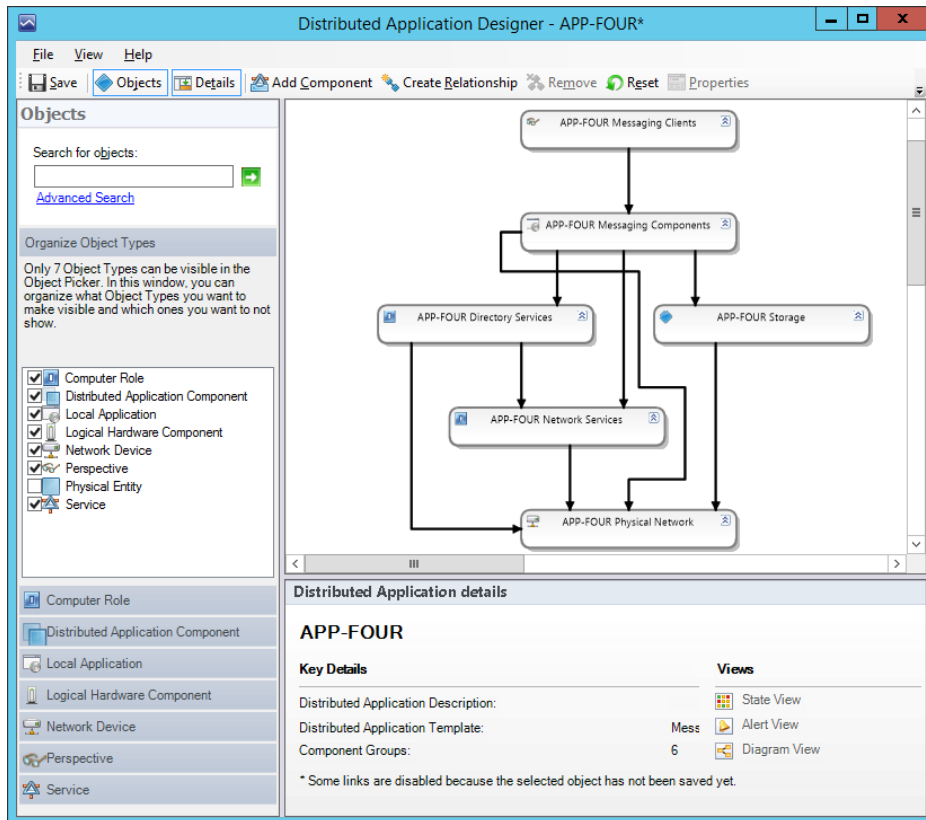 Distributed Application Designer - APP-FOUR*
File View Help
Save Objects Details Add Component Create Relationship Remove Reset Properties
Objects
Search for objects:
Advanced Search
Organize Object Types
Only 7 Object Types can be visible in the
Object Picker. In this window, you can
organize what Object Types you want to
make visible and which ones you want to not
show.
Computer Role
Distributed Application Component
Local Application
Logical Hardware Component
Network Device
Perspective
Physical Entity
Service
Computer Role
Distributed Application Component
Local Application
Logical Hardware Component
Network Device
Perspective
Service
APP-FOUR Messaging Clients
APP-FOUR Messaging Components
APP-FOUR Directory Services
APP-FOUR Storage
APP-FOUR Network Services
APP-FOUR Physical Network
Distributed Application details
APP-FOUR
Key Details
Distributed Application Description:
Distributed Application Template: Mess
Component Groups: 6
Views
State View
Alert View
Diagram View
* Some links are disabled because the selected object has not been saved yet.